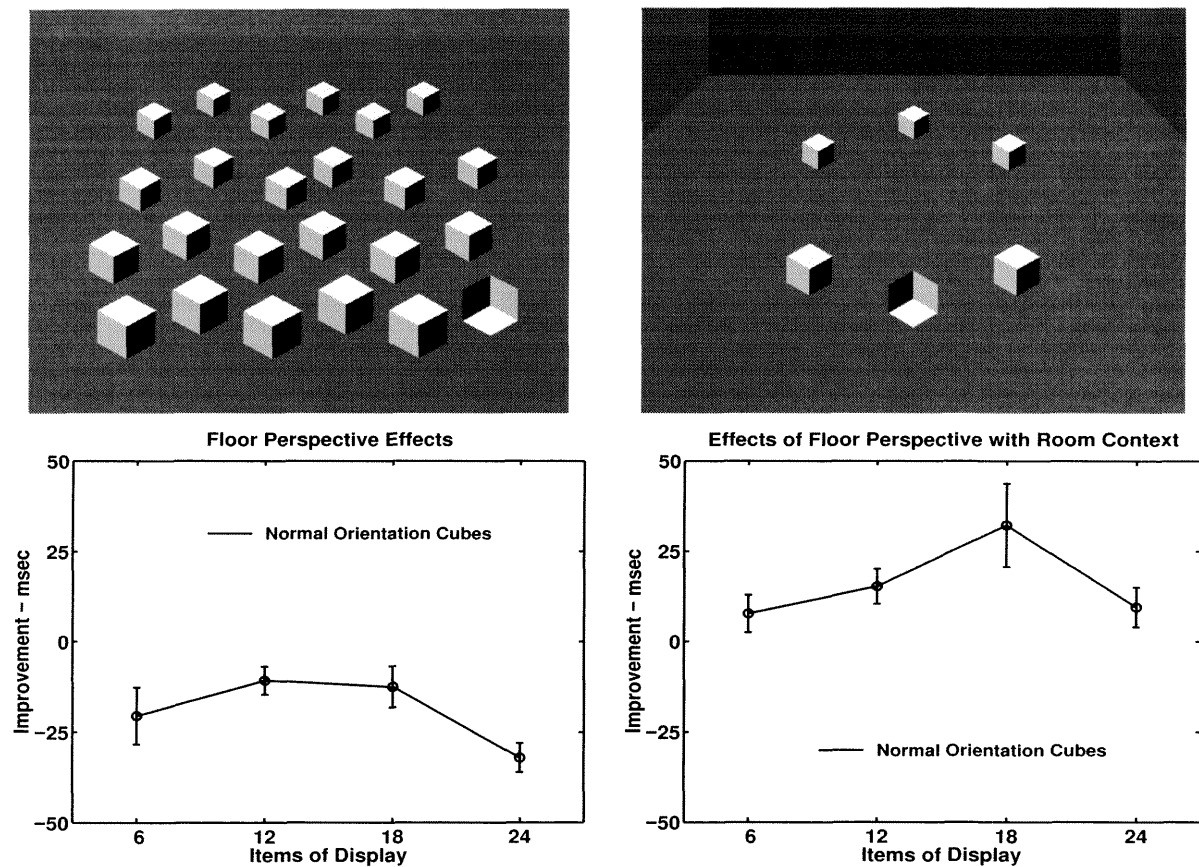 Floor Perspective Effects
50
25
0
−25
−50
Improvement − msec
Normal Orientation Cubes
6 12 18 24
Items of Display
Effects of Floor Perspective with Room Context
50
25
0
−25
−50
Improvement − msec
Normal Orientation Cubes
6 12 18 24
Items of Display